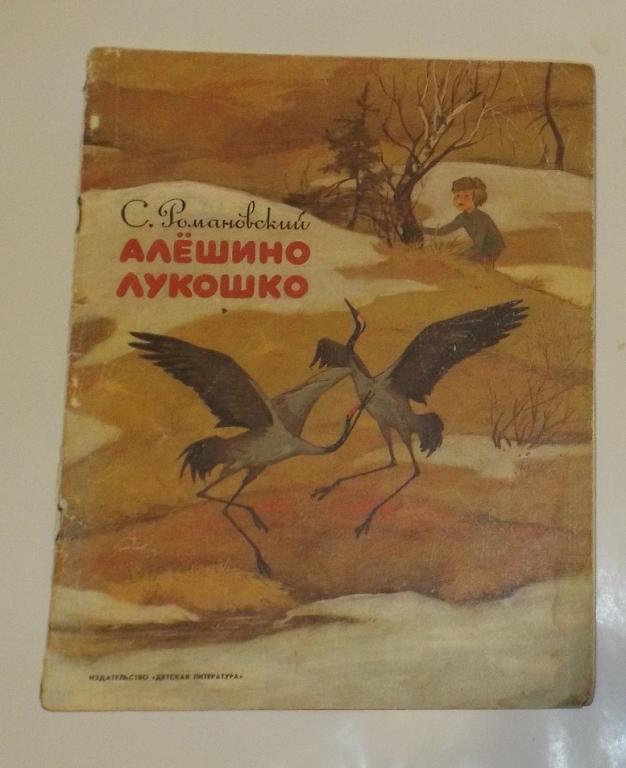 С. Романовский
АЛЁШИНО
ЛУКОШКО
ИЗДАТЕЛЬСТВО «ДЕТСКАЯ ЛИТЕРАТУРА»